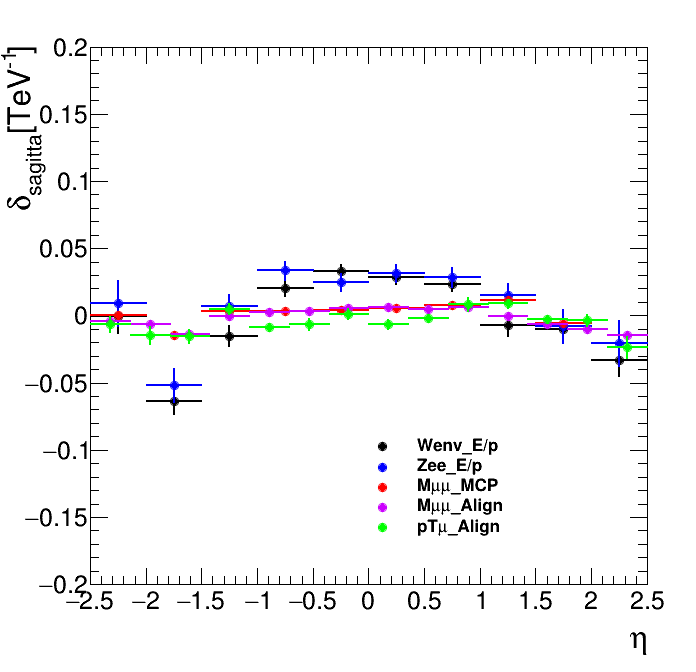 δsagitta[TeV-1]
0.2
0.15
0.1
0.05
0
−0.05
−0.1
−0.15
−0.2
−2.5 −2 −1.5 −1 −0.5 0 0.5 1 1.5 2 2.5
η
Wenv_E/p
Zee_E/p
Mμμ_MCP
Mμμ_Align
pTμ_Align